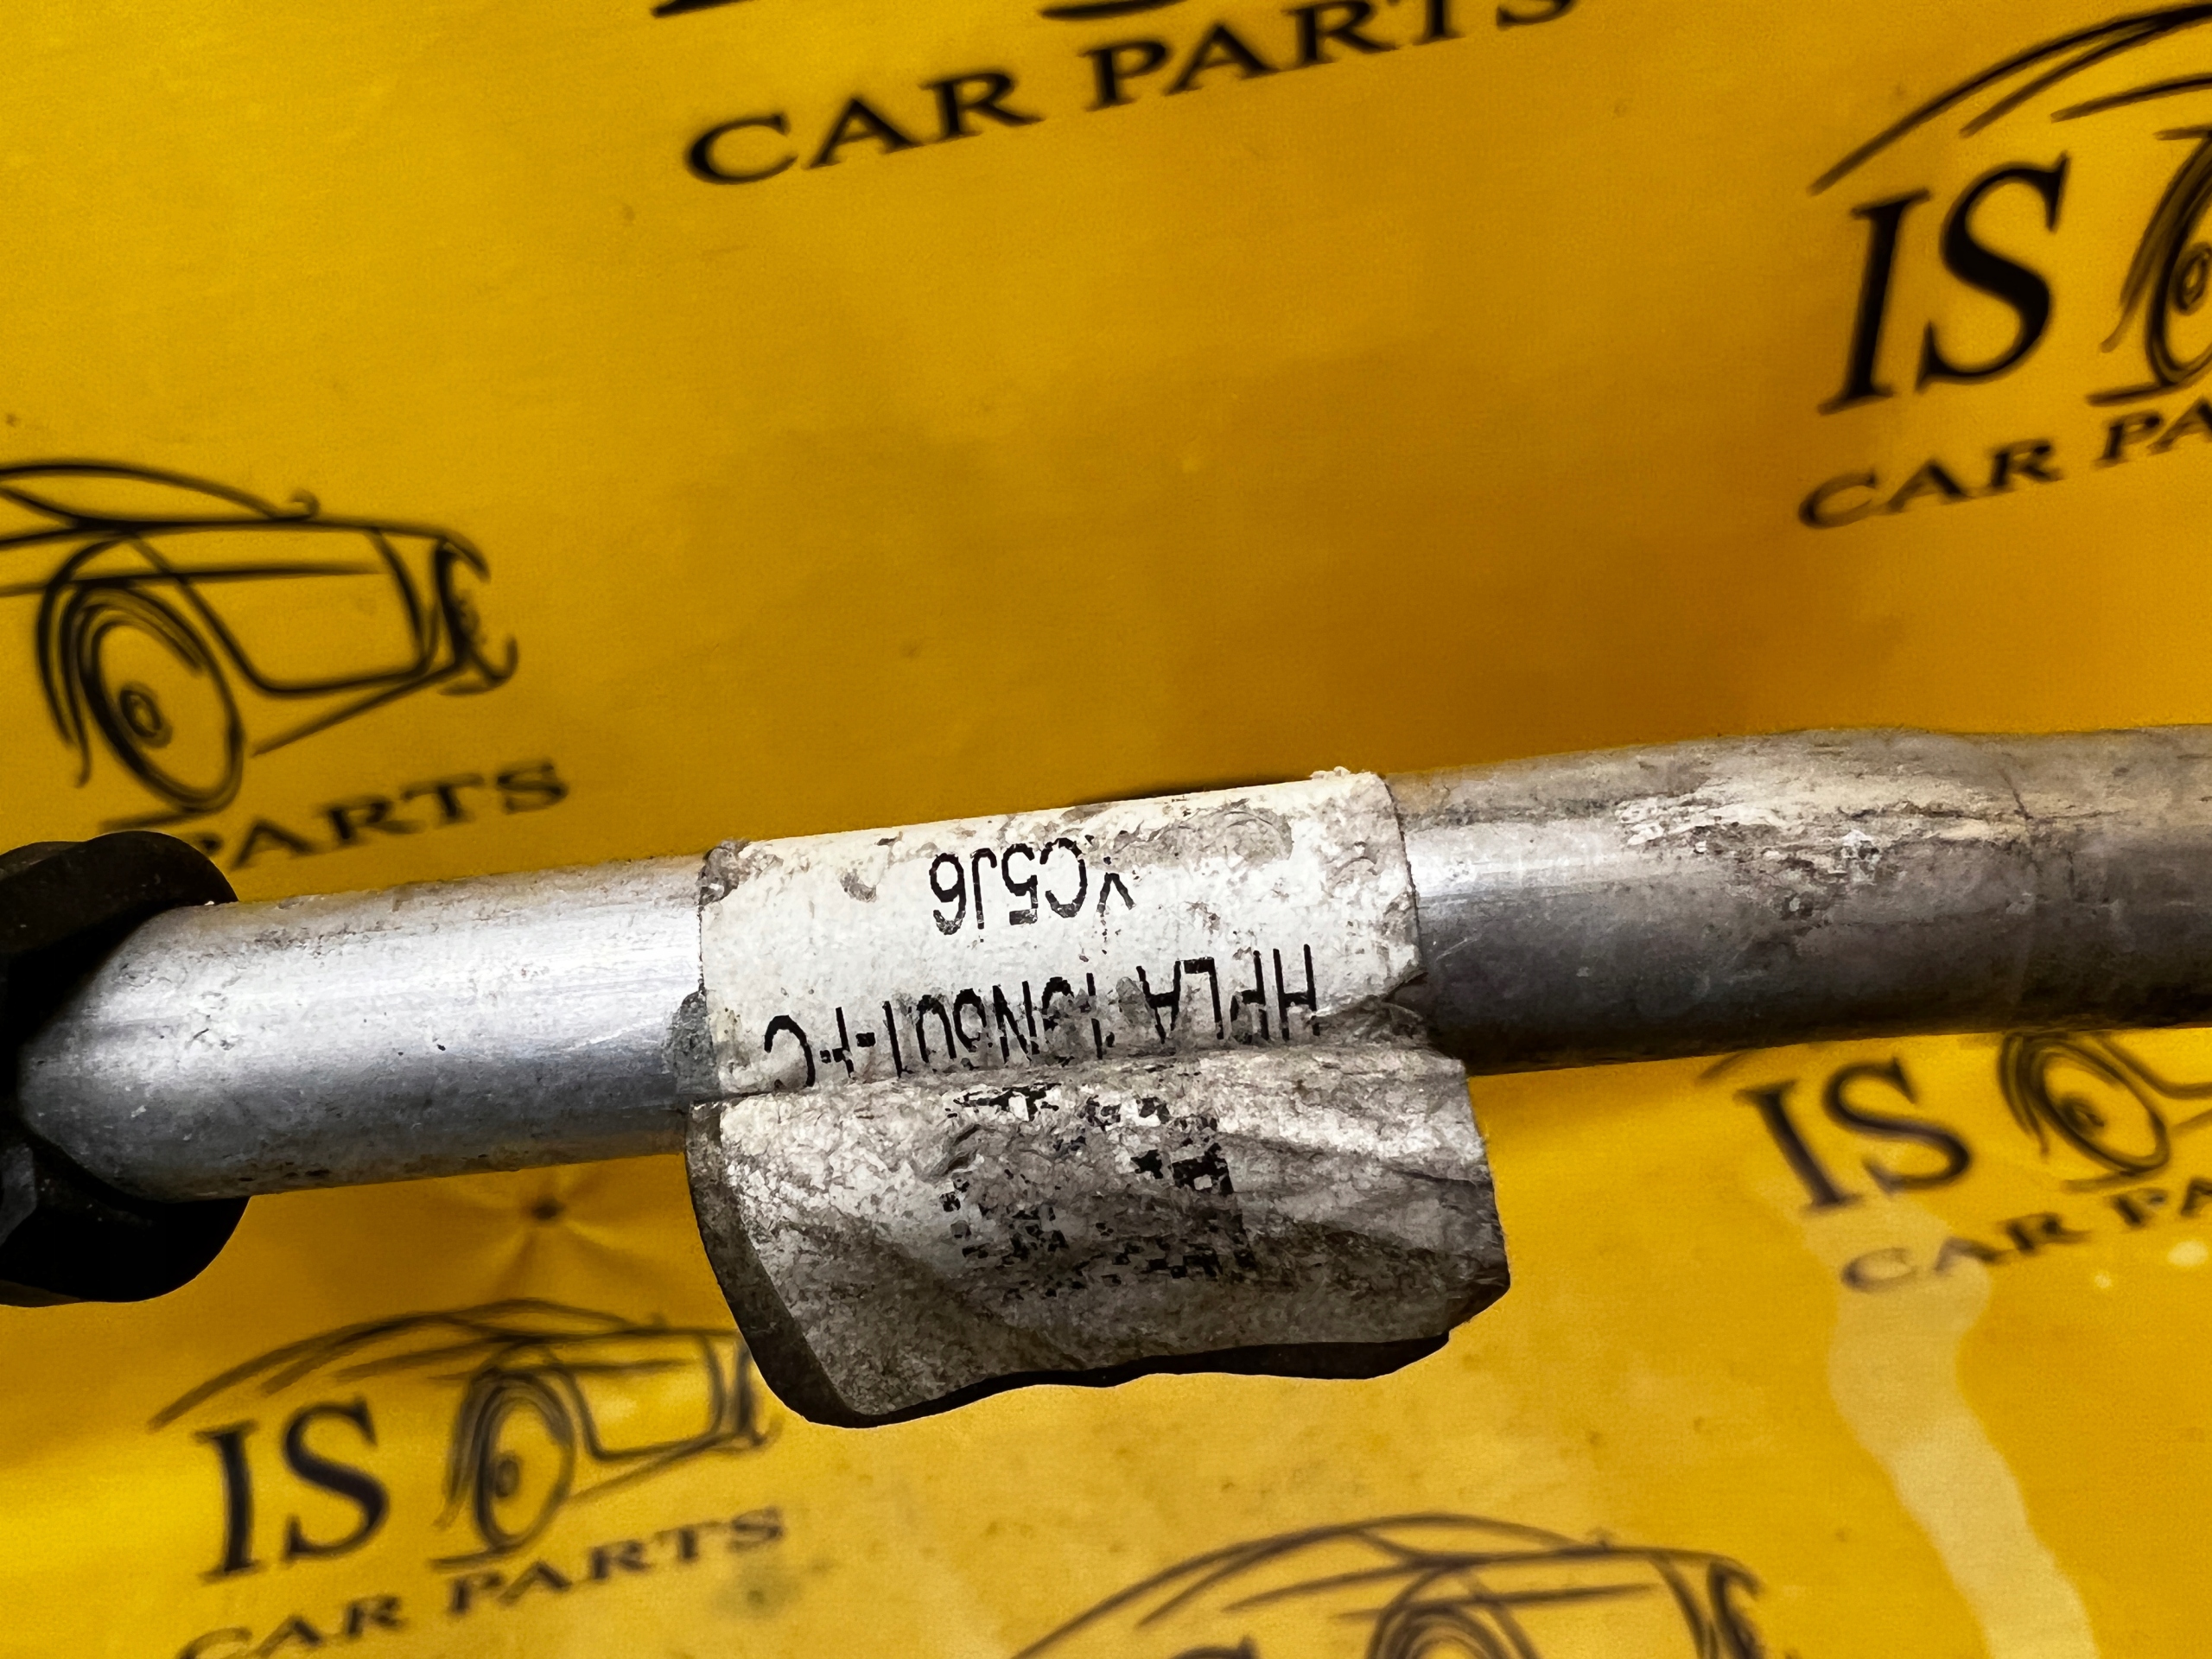 CAR PARTS
IS
CAR PA
PARTS
HPLA-19N601-FC
YC5J6
IS
CAR PA
IS
CAR PARTS